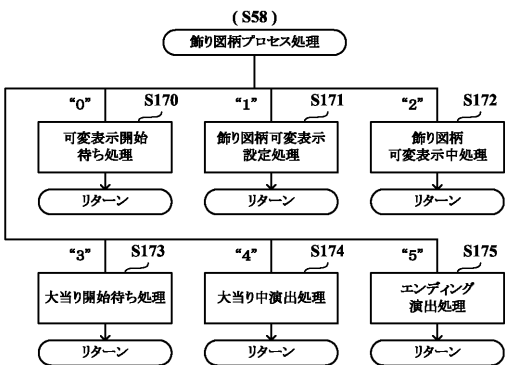 (S58)
飾り図柄プロセス処理
“0” S170 “1” S171 “2” S172
可変表示開始
待ち処理
飾り図柄可変表示
設定処理
飾り図柄
可変表示中処理
リターン リターン リターン
“3” S173 “4” S174 “5” S175
大当り開始待ち処理 大当り中演出処理
エンディング
演出処理
リターン リターン リターン